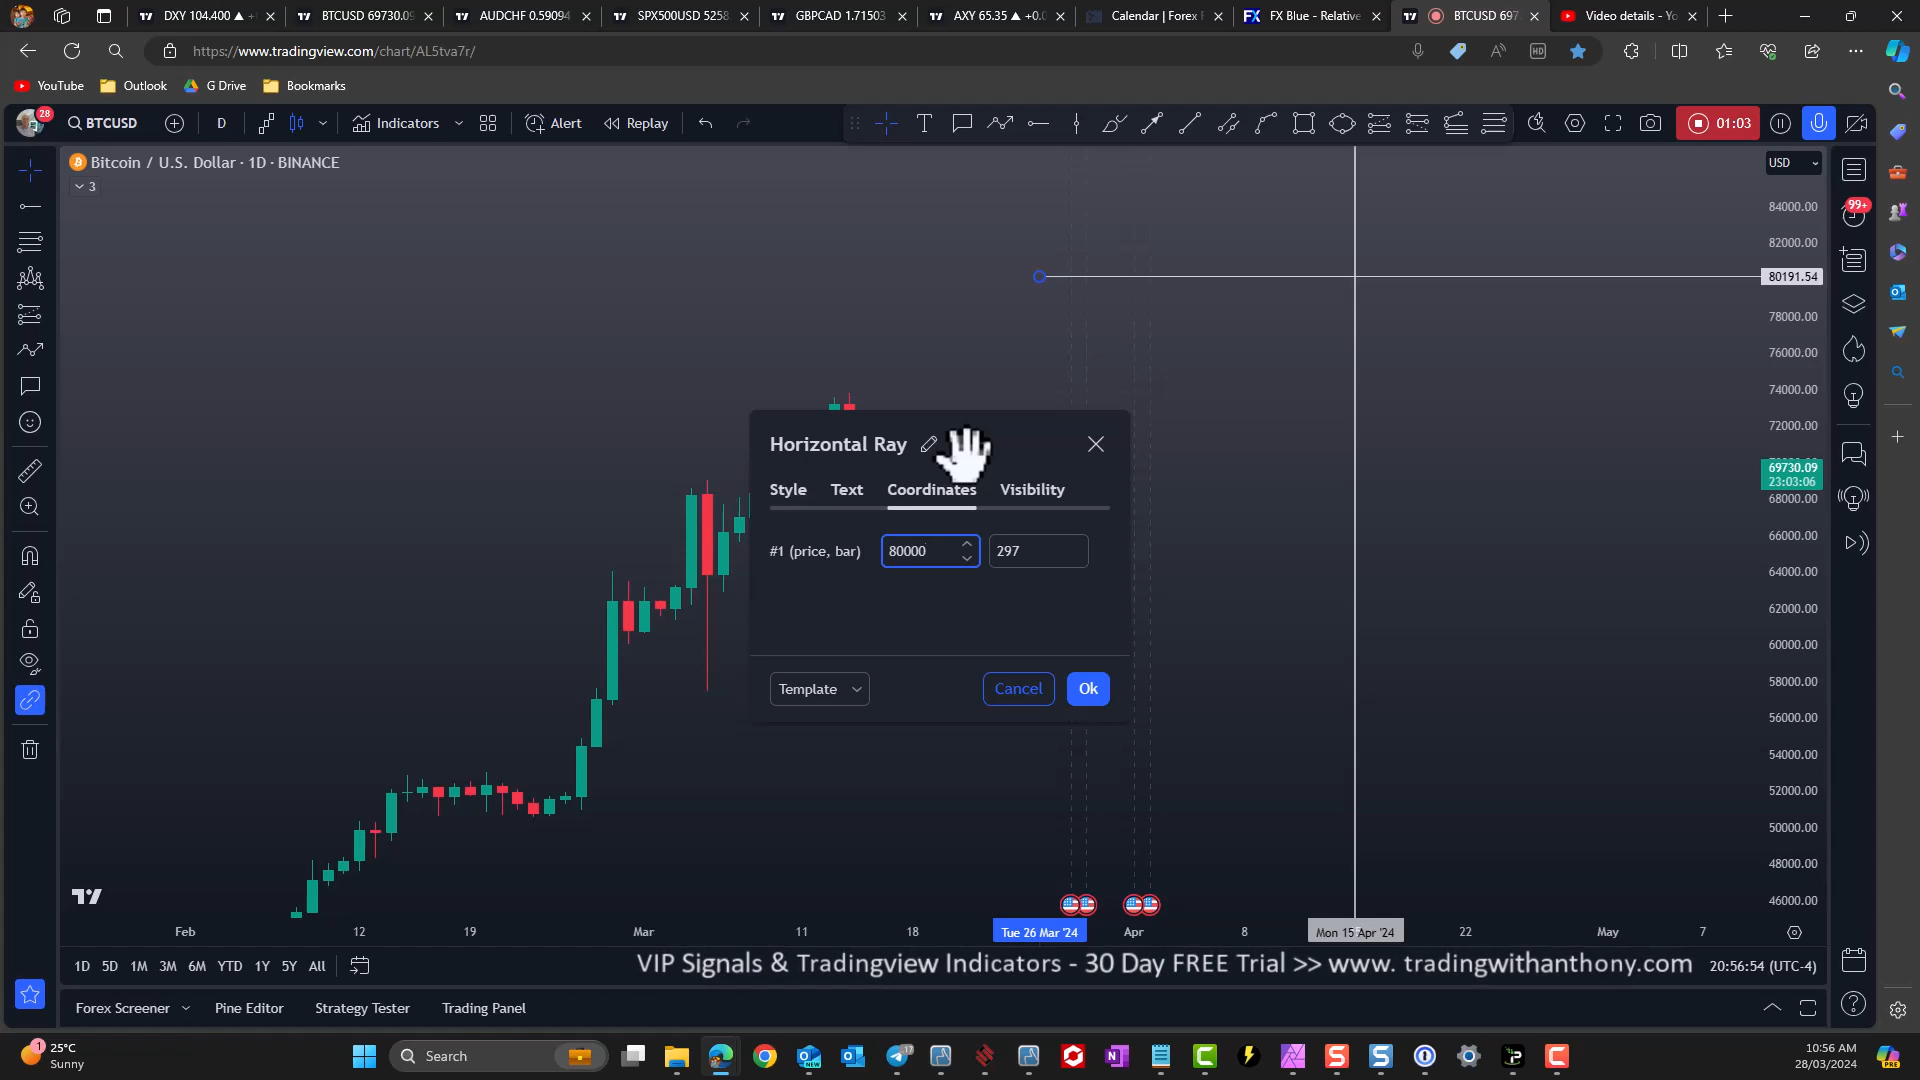 DXY 104.400 ▲ +
BTCUSD 69730.09
AUDCHF 0.59094
SPX500USD 5258.
GBPCAD 1.71503
AXY 65.35 ▲ +0.
Calendar | Forex F
FX Blue - Relative
BTCUSD 697
Video details - Yo
https://www.tradingview.com/chart/AL5tva7r/
HD
YouTube
Outlook
G Drive
Bookmarks
28
BTCUSD
D
Indicators
Alert
Replay
01:03
Bitcoin / U.S. Dollar · 1D · BINANCE
USD
3
99+
84000.00
82000.00
80191.54
78000.00
76000.00
74000.00
72000.00
69730.09
23:03:06
68000.00
66000.00
64000.00
62000.00
60000.00
58000.00
56000.00
54000.00
52000.00
50000.00
48000.00
46000.00
Horizontal Ray
Style
Text
Coordinates
Visibility
#1 (price, bar)
80000
297
Template
Cancel
Ok
Feb
12
19
Mar
11
18
Tue 26 Mar '24
Apr
8
Mon 15 Apr '24
22
May
7
1D 5D 1M 3M 6M YTD 1Y 5Y All
VIP Signals & Tradingview Indicators - 30 Day FREE Trial >> www. tradingwithanthony.com
20:56:54 (UTC-4)
Forex Screener
Pine Editor
Strategy Tester
Trading Panel
1
25°C
Sunny
Search
17
10:56 AM
28/03/2024